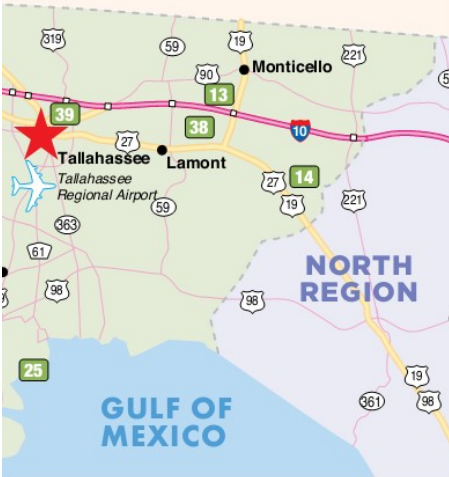 319
59
19
221
90
Monticello
13
39
38
10
27
Tallahassee
Lamont
Tallahassee
Regional Airport
27
14
19
221
59
363
61
98
98
NORTH
REGION
25
GULF OF
MEXICO
19
98
361